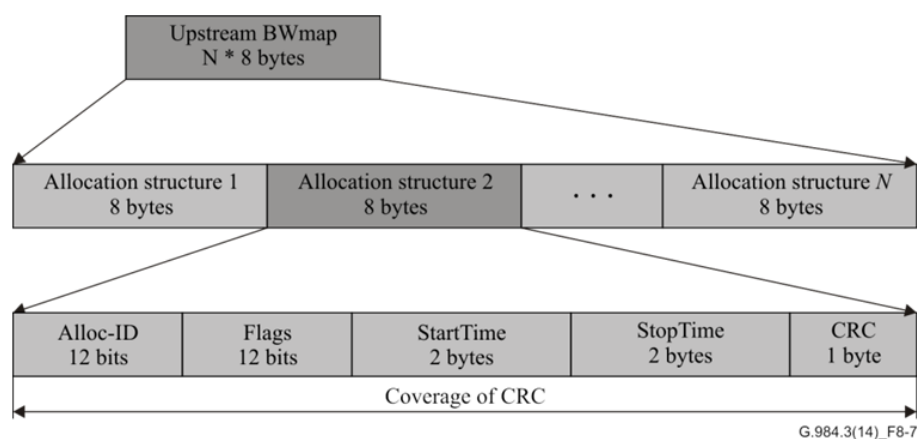 Upstream BWmap
N * 8 bytes
Allocation structure 1
8 bytes
Allocation structure 2
8 bytes
. . .
Allocation structure N
8 bytes
Alloc-ID
12 bits
Flags
12 bits
StartTime
2 bytes
StopTime
2 bytes
CRC
1 byte
Coverage of CRC
G.984.3(14)_F8-7